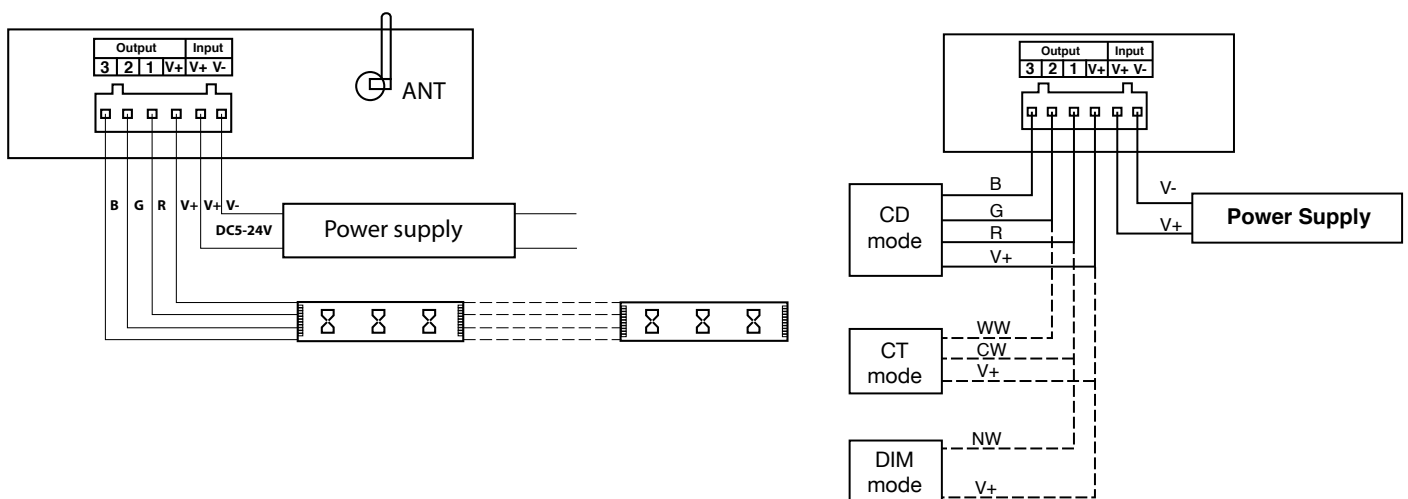 Output Input
3 2 1 V+ V+ V-
ANT
B G R V+ V+ V-
DC5-24V
Power supply
Output Input
3 2 1 V+ V+ V-
CD
mode
B
G
R
V+
V-
V+
Power Supply
CT
mode
WW
CW
V+
DIM
mode
NW
V+